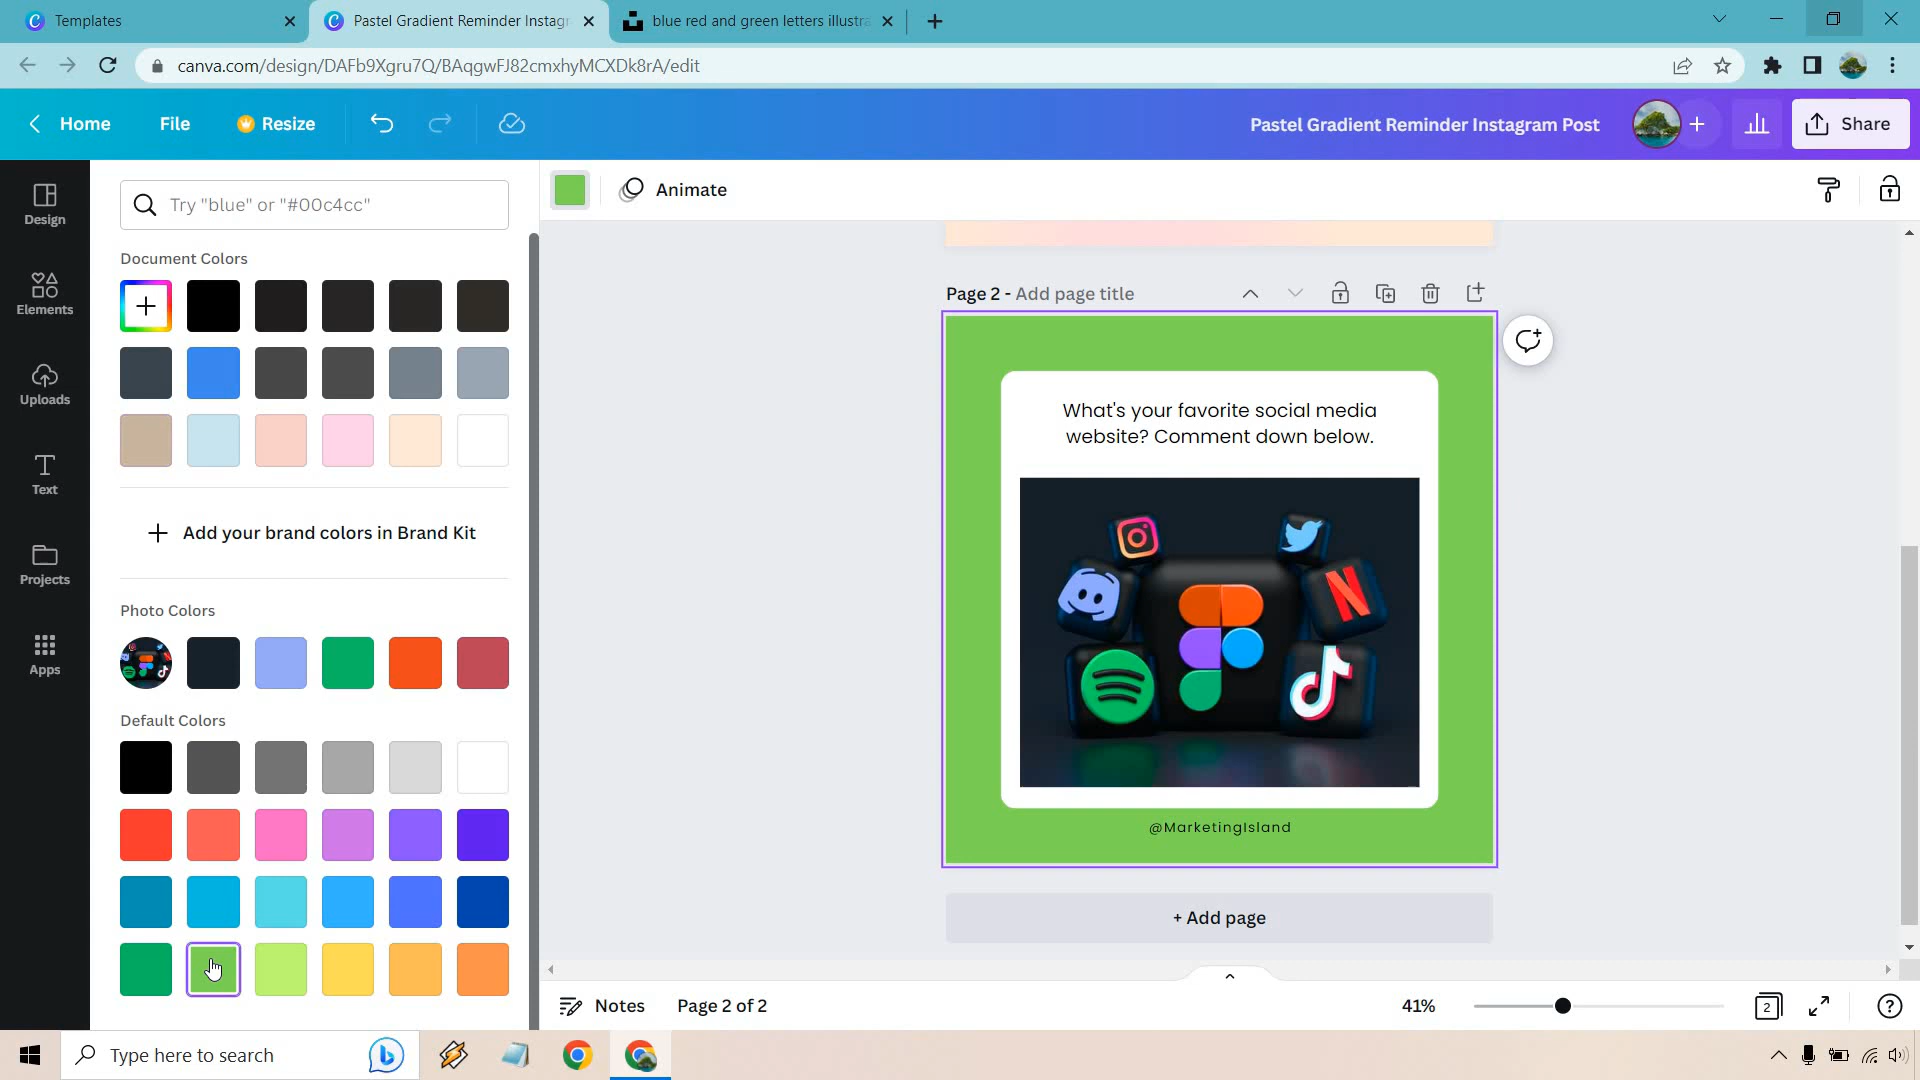 Templates
Pastel Gradient Reminder Instagr
blue red and green letters illustra
canva.com/design/DAFb9Xgru7Q/BAqgwFJ82cmxhyMCXDk8rA/edit
Home
File
Resize
Pastel Gradient Reminder Instagram Post
Share
Design
Elements
Uploads
Text
Projects
Apps
Try "blue" or "#00c4cc"
Document Colors
Add your brand colors in Brand Kit
Photo Colors
Default Colors
Animate
Page 2 - Add page title
What's your favorite social media
website? Comment down below.
@MarketingIsland
+ Add page
Notes
Page 2 of 2
41%
2
Type here to search